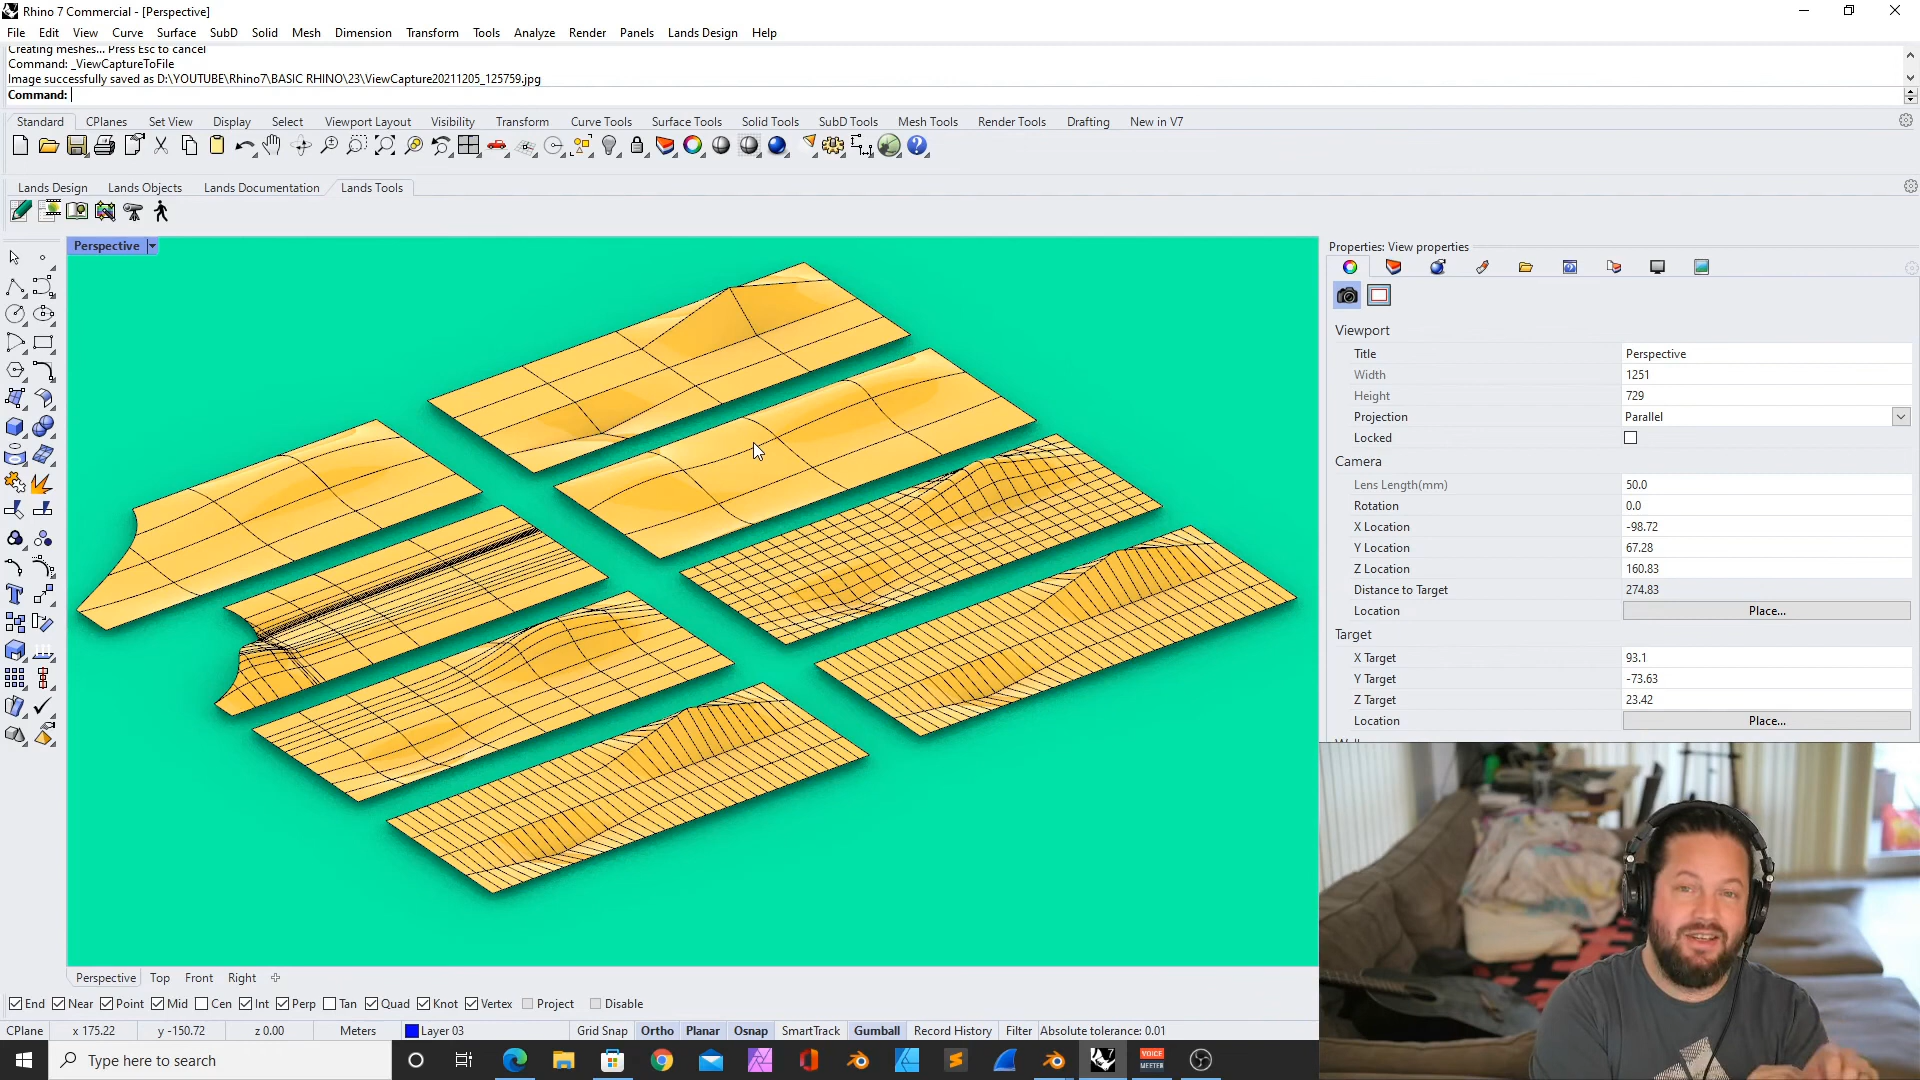 Rhino 7 Commercial - [Perspective]
File Edit View Curve Surface SubD Solid Mesh Dimension Transform Tools Analyze Render Panels Lands Design Help
Creating meshes... Press Esc to cancel
Command: _ViewCaptureToFile
Image successfully saved as D:\YOUTUBE\Rhino7\BASIC RHINO\23\ViewCapture20211205_125759.jpg
Command:
Standard CPlanes Set View Display Select Viewport Layout Visibility Transform Curve Tools Surface Tools Solid Tools SubD Tools Mesh Tools Render Tools Drafting New in V7
Lands Design Lands Objects Lands Documentation Lands Tools
Perspective
Properties: View properties
Viewport
Title Perspective
Width 1251
Height 729
Projection Parallel
Locked
Camera
Lens Length(mm) 50.0
Rotation 0.0
X Location -98.72
Y Location 67.28
Z Location 160.83
Distance to Target 274.83
Location Place...
Target
X Target 93.1
Y Target -73.63
Z Target 23.42
Location Place...
Perspective Top Front Right
End Near Point Mid Cen Int Perp Tan Quad Knot Vertex Project Disable
CPlane x 175.22 y -150.72 z 0.00 Meters Layer 03 Grid Snap Ortho Planar Osnap SmartTrack Gumball Record History Filter Absolute tolerance: 0.01
Type here to search
VOICE
MEETER